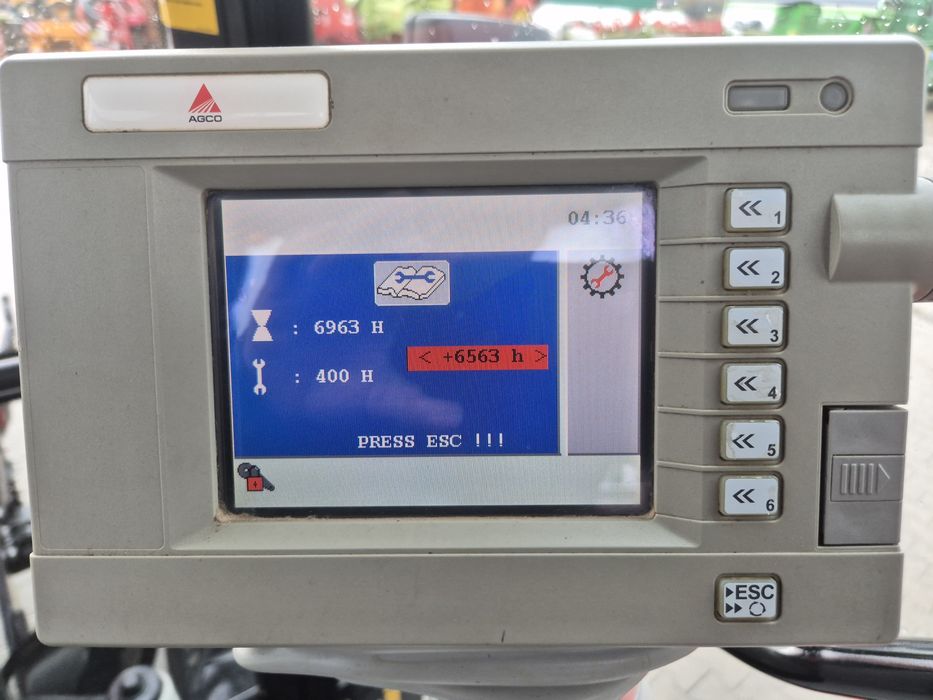 AGCO
04:36
: 6963 H
< +6563 h >
: 400 H
PRESS ESC !!!
<< 1
<< 2
<< 3
<< 4
<< 5
<< 6
ESC